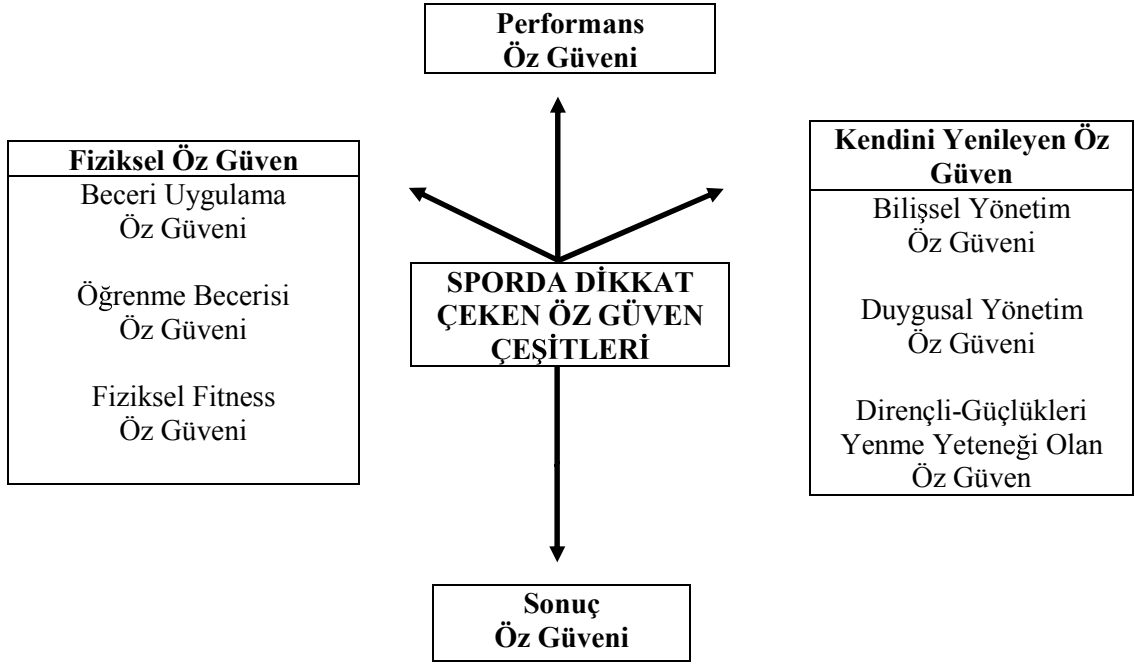 Performans
Öz Güveni
Fiziksel Öz Güven
Beceri Uygulama
Öz Güveni
Öğrenme Becerisi
Öz Güveni
Fiziksel Fitness
Öz Güveni
SPORDA DİKKAT
ÇEKEN ÖZ GÜVEN
ÇEŞİTLERİ
Kendini Yenileyen Öz
Güven
Bilişsel Yönetim
Öz Güveni
Duygusal Yönetim
Öz Güveni
Dirençli-Güçlükleri
Yenme Yeteneği Olan
Öz Güven
Sonuç
Öz Güveni